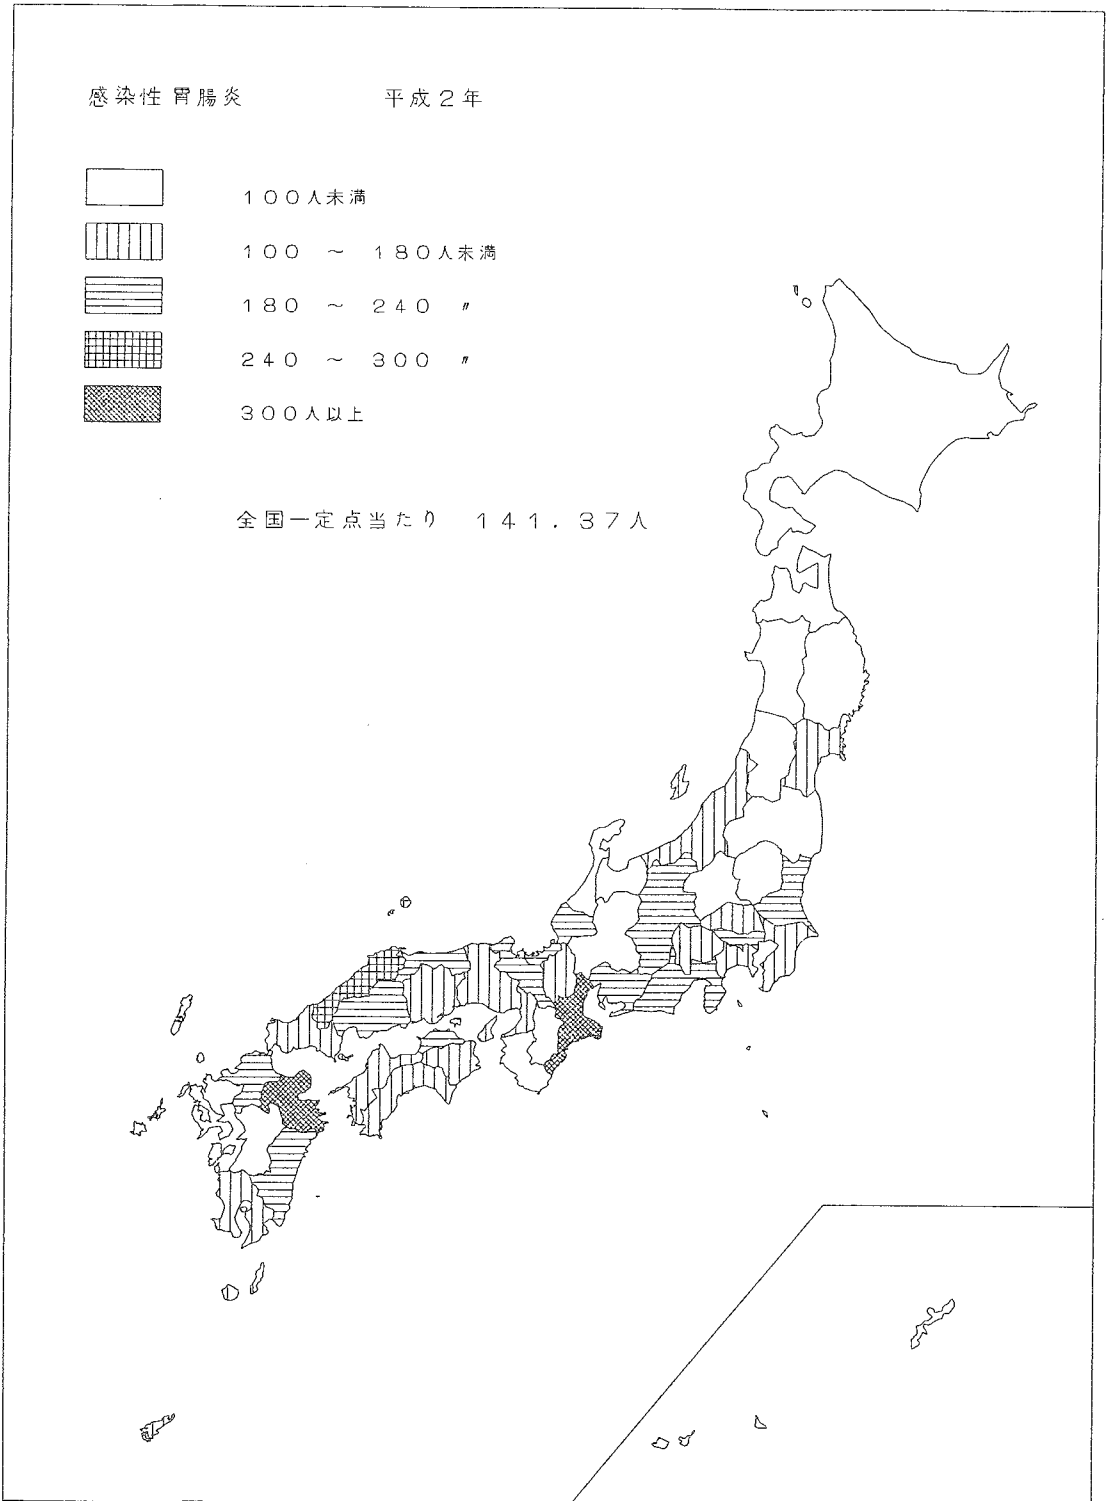 感染性胃腸炎 平成2年
100人未満
100 ～ 180人未満
180 ～ 240 〃
240 ～ 300 〃
300人以上
全国一定点当たり 141.37人